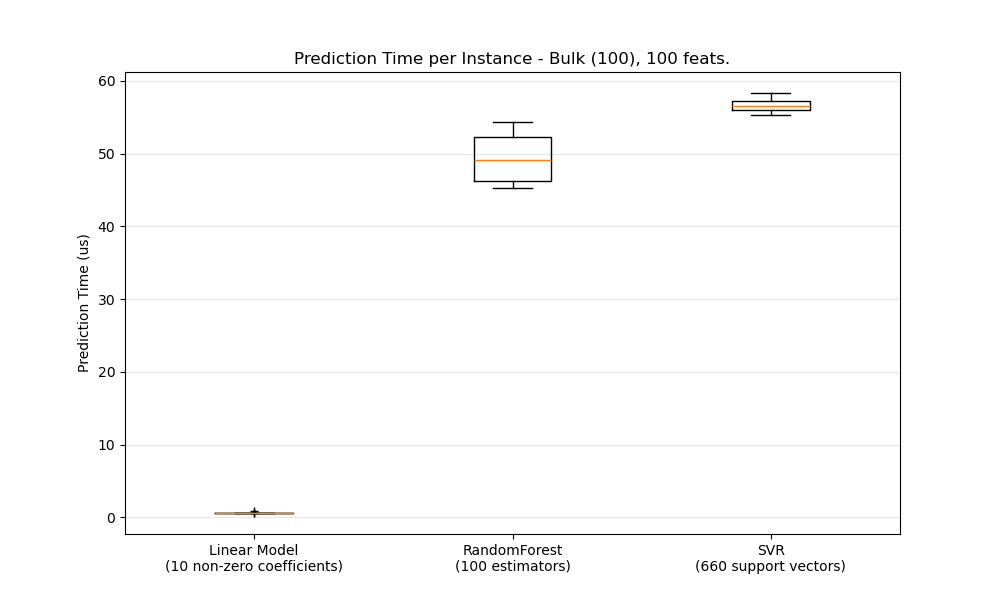 Prediction Time per Instance - Bulk (100), 100 feats.
Prediction Time (us)
60
50
40
30
20
10
0
Linear Model
(10 non-zero coefficients)
RandomForest
(100 estimators)
SVR
(660 support vectors)